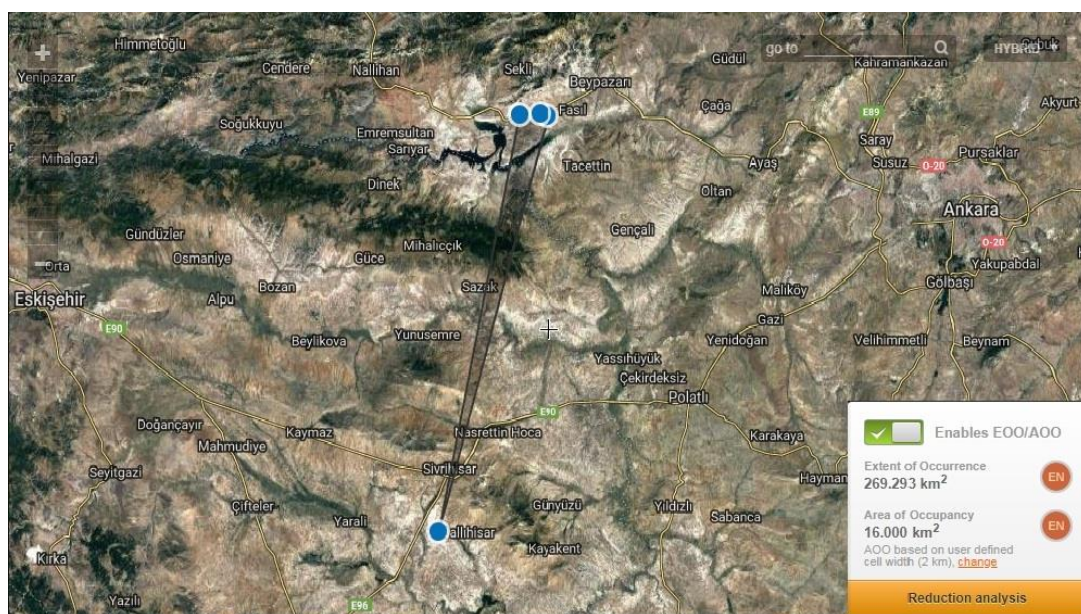 Himmetoğlu
go to
HYBRID
Çubuk
Yenipazar
Cendere
Nallıhan
Sekli
Beypazarı
Güdül
Kahramankazan
Fasıl
Çağa
E89
Akyurt
Soğukkuyu
Emremsultan
Sarıyar
Saray
Mihalgazi
Tacettin
Ayaş
Susuz
O-20
Pursaklar
Dinek
Oltan
Ankara
Gündüzler
Mihalıççık
Gençali
O-20
Orta
Osmaniye
Güce
Yakupabdal
Eskişehir
Alpu
Bozan
Sazak
Malıköy
Gölbaşı
E90
Beylikova
Yunusemre
Gazi
Yenidoğan
Velihimmetli
Beynam
Yassıhüyük
Çekirdeksiz
Polatlı
E90
Doğançayır
Kaymaz
Nasrettin Hoca
Karakaya
Mahmudiye
Seyitgazi
Sivrihisar
Hayman
Çifteler
Yarali
Günyüzü
Yıldızlı
Sabanca
allıhisar
Kayakent
Kırka
Yazılı
E96
Enables EOO/AOO
Extent of Occurrence
269.293 km²
EN
Area of Occupancy
16.000 km²
EN
AOO based on user defined
cell width (2 km), change
Reduction analysis